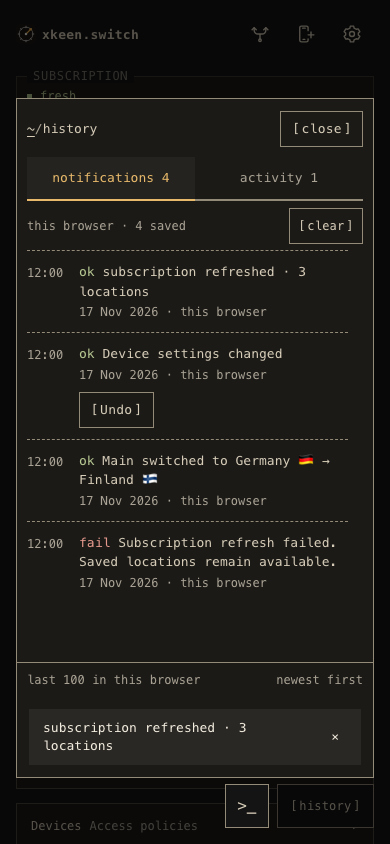 xkeen.switch
SUBSCRIPTION
fresh
~/history
[close]
notifications 4
activity 1
this browser · 4 saved
[clear]
12:00
ok subscription refreshed · 3
locations
17 Nov 2026 · this browser
12:00
ok Device settings changed
17 Nov 2026 · this browser
[Undo]
12:00
ok Main switched to Germany 🇩🇪 →
Finland 🇫🇮
17 Nov 2026 · this browser
12:00
fail Subscription refresh failed.
Saved locations remain available.
17 Nov 2026 · this browser
last 100 in this browser
newest first
subscription refreshed · 3
locations
×
>_
[history]
Devices Access policies